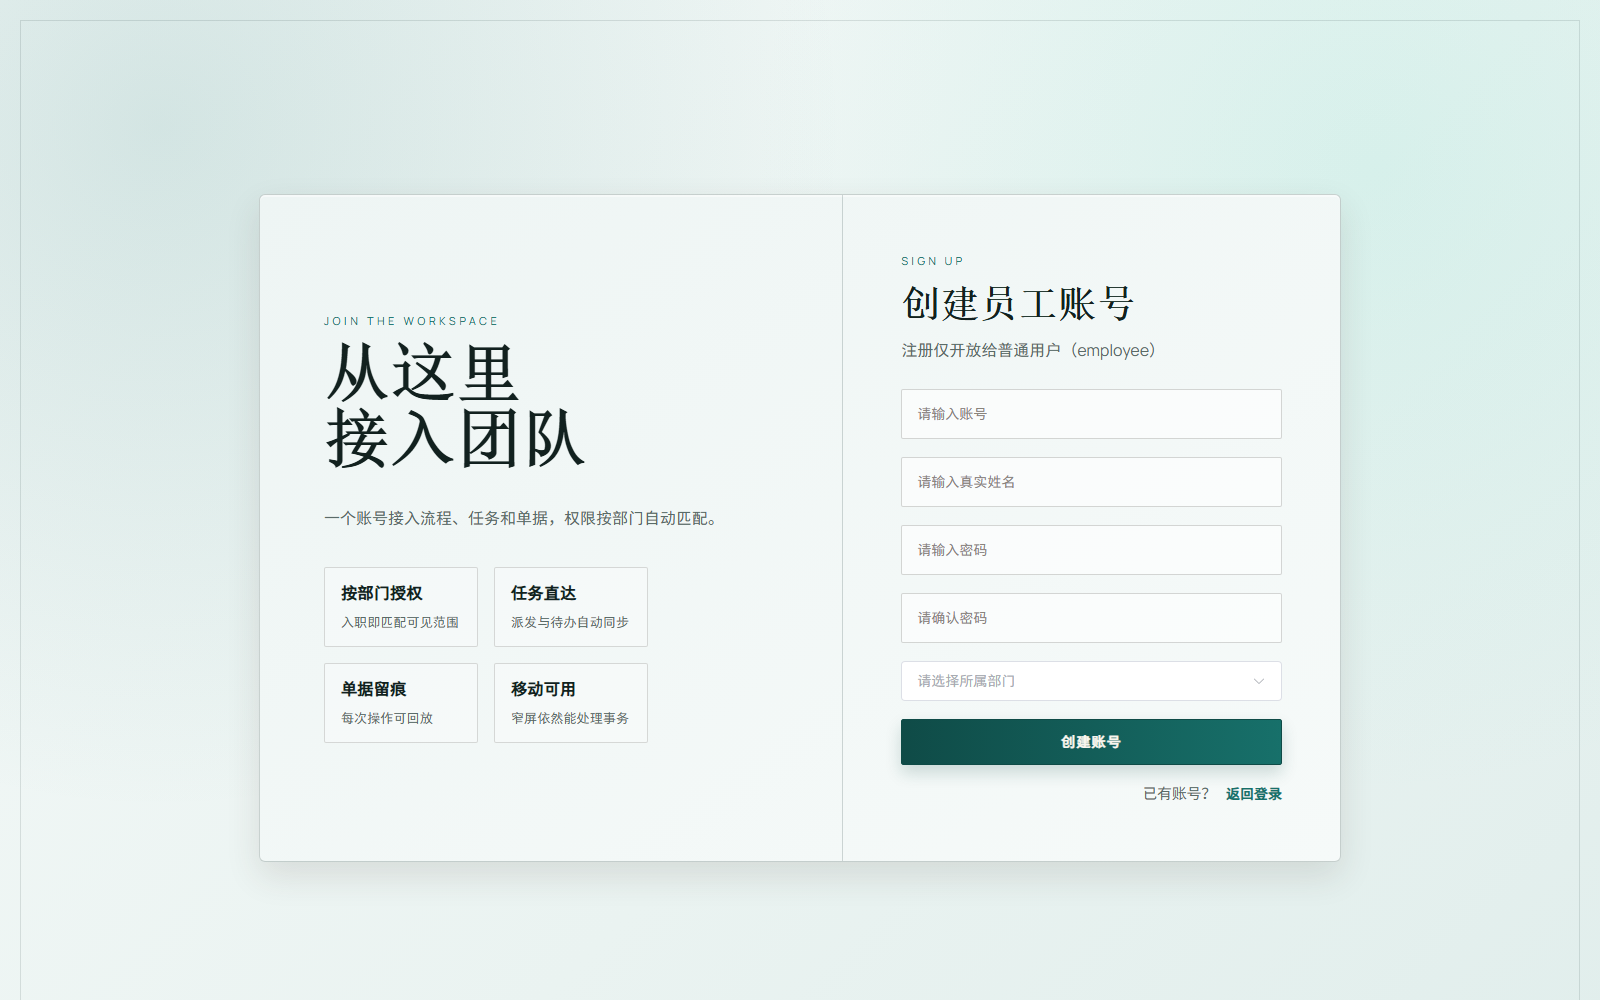 JOIN THE WORKSPACE
从这里
接入团队
一个账号接入流程、任务和单据，权限按部门自动匹配。
按部门授权
入职即匹配可见范围
任务直达
派发与待办自动同步
单据留痕
每次操作可回放
移动可用
窄屏依然能处理事务
SIGN UP
创建员工账号
注册仅开放给普通用户（employee）
请输入账号
请输入真实姓名
请输入密码
请确认密码
请选择所属部门
创建账号
已有账号？ 返回登录